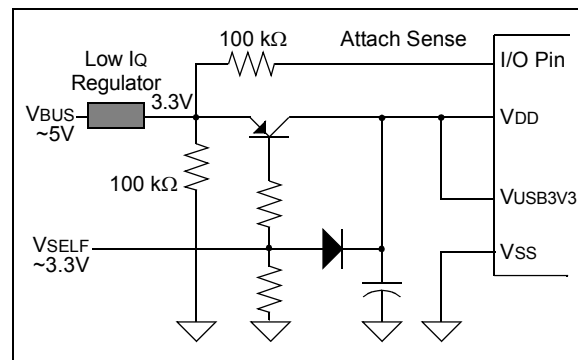 100 kΩ
Attach Sense
I/O Pin
Low IQ
Regulator
3.3V
VBUS
~5V
VDD
100 kΩ
VUSB3V3
VSELF
~3.3V
VSS